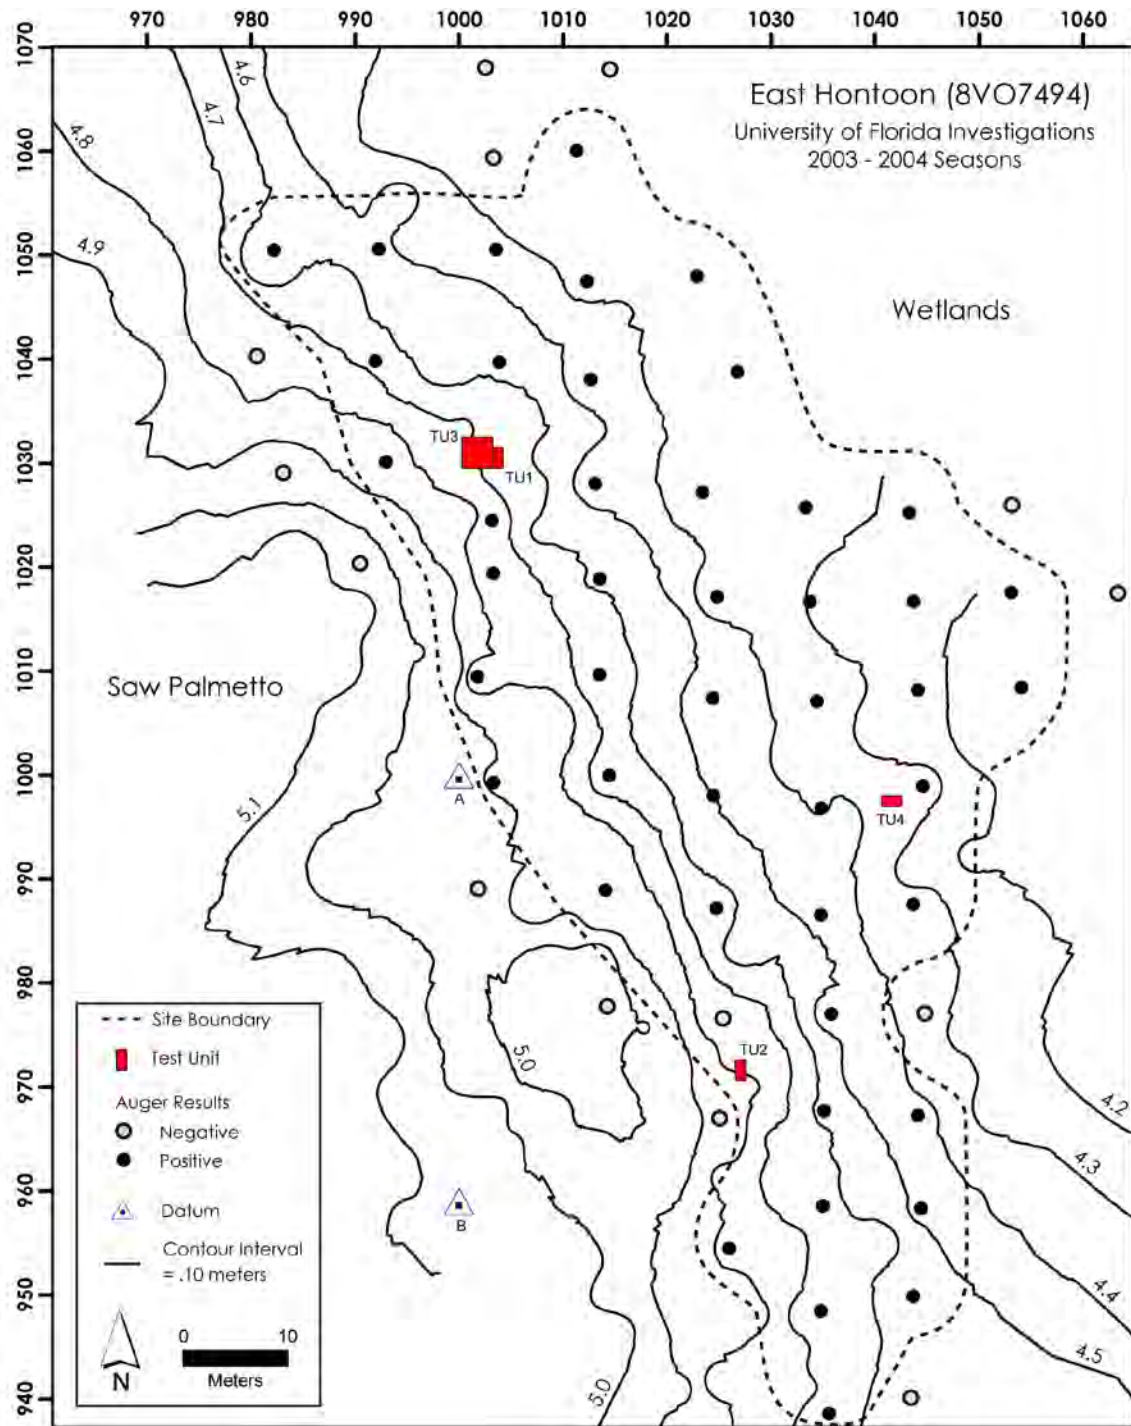 970 980 990 1000 1010 1020 1030 1040 1050 1060
1070
1060
1050
1040
1030
1020
1010
1000
990
980
970
960
950
940
East Hontoon (8VO7494)
University of Florida Investigations
2003 - 2004 Seasons
4.6
4.7
4.8
4.9
Wetlands
TU3
TU1
Saw Palmetto
A
5.1
TU4
5.0
TU2
4.2
4.3
B
4.4
4.5
5.0
Site Boundary
Test Unit
Auger Results
Negative
Positive
Datum
Contour Interval
= .10 meters
0 10
Meters
N